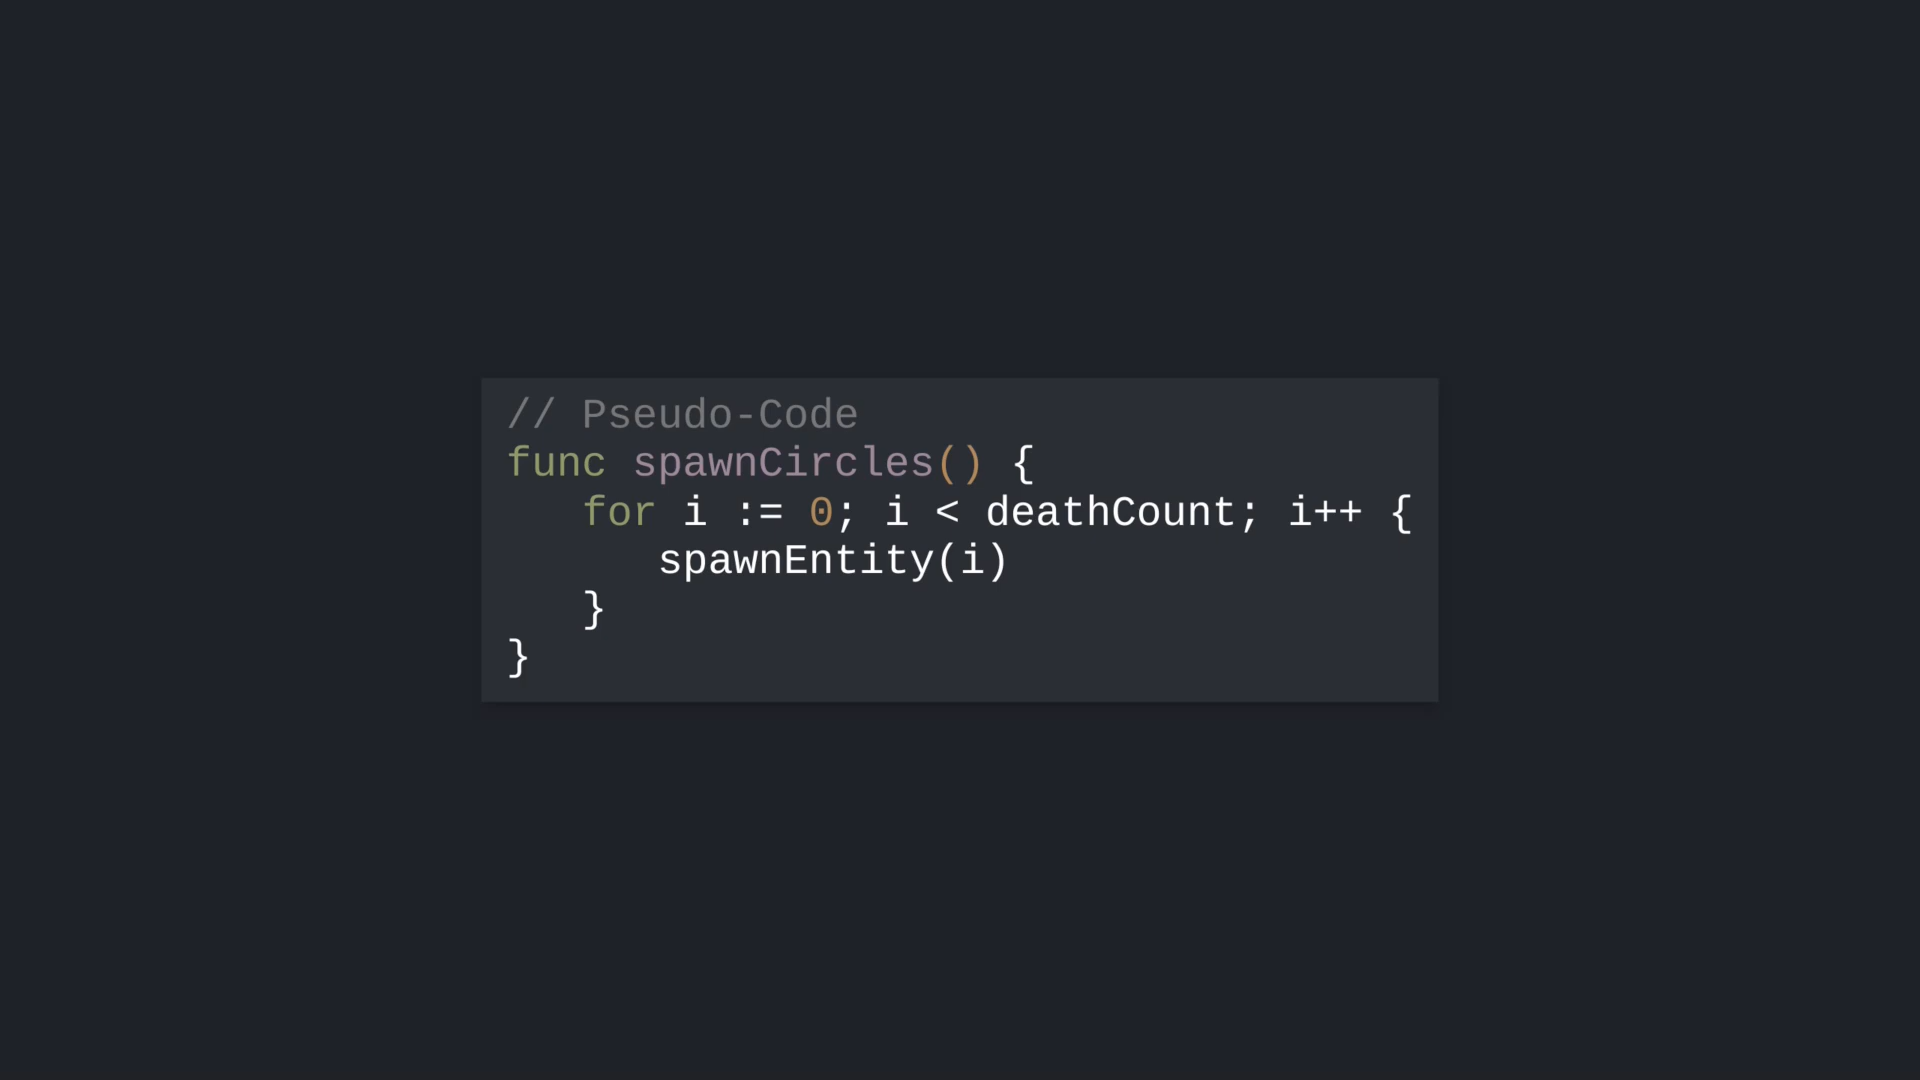 // Pseudo-Code
func spawnCircles() {
   for i := 0; i < deathCount; i++ {
      spawnEntity(i)
   }
}